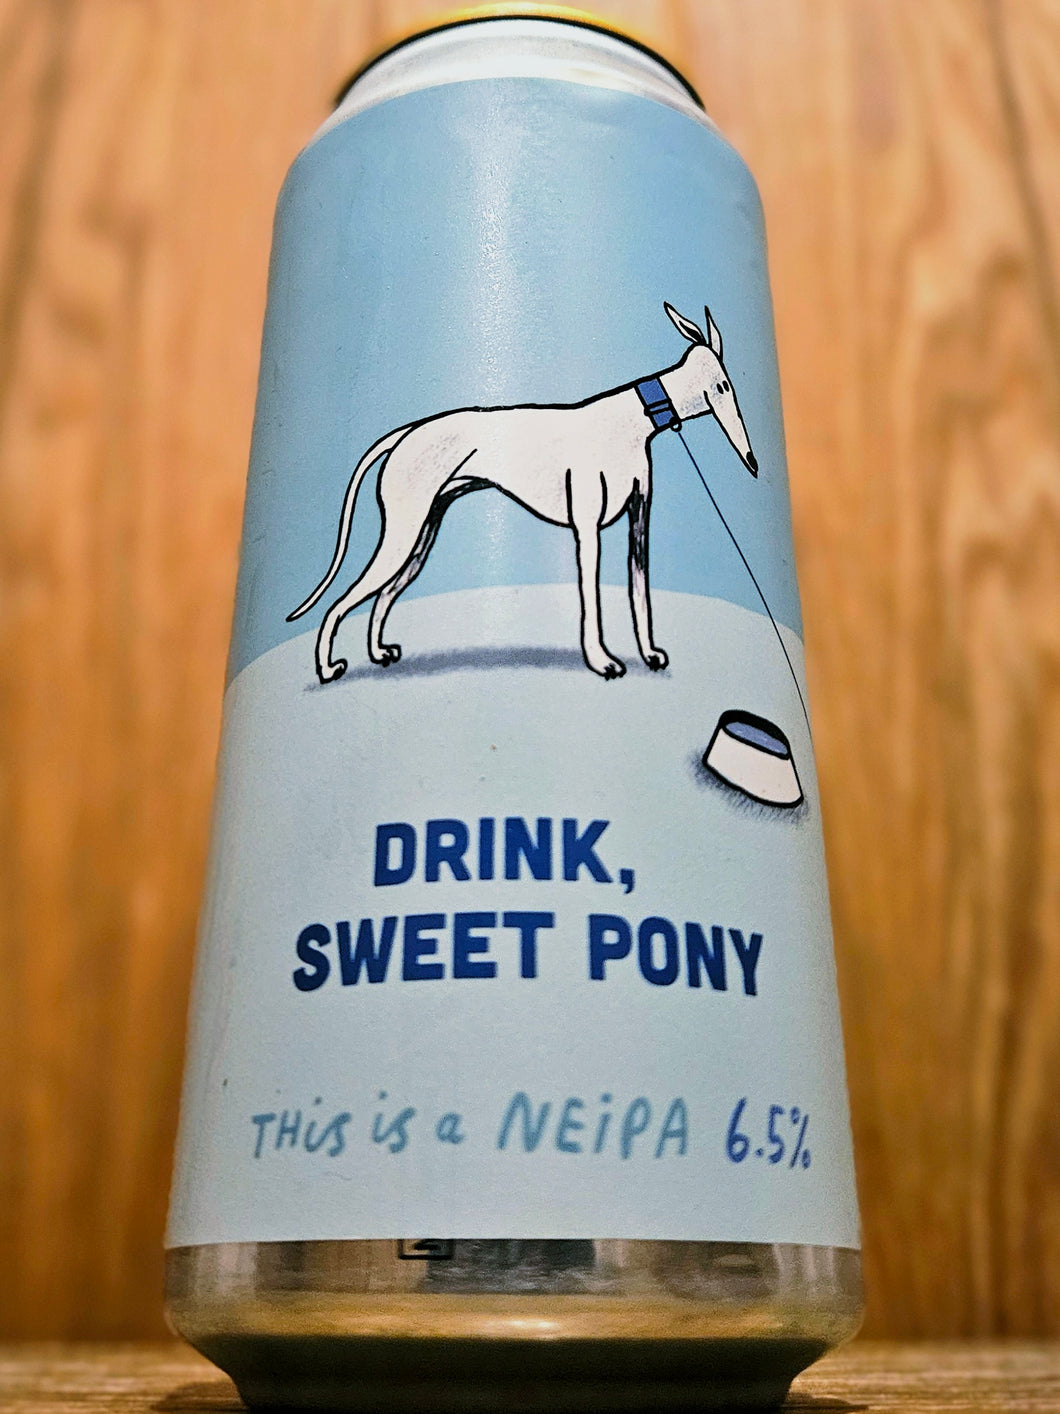 DRINK,
SWEET PONY
THis is a NEiPA 6.5%